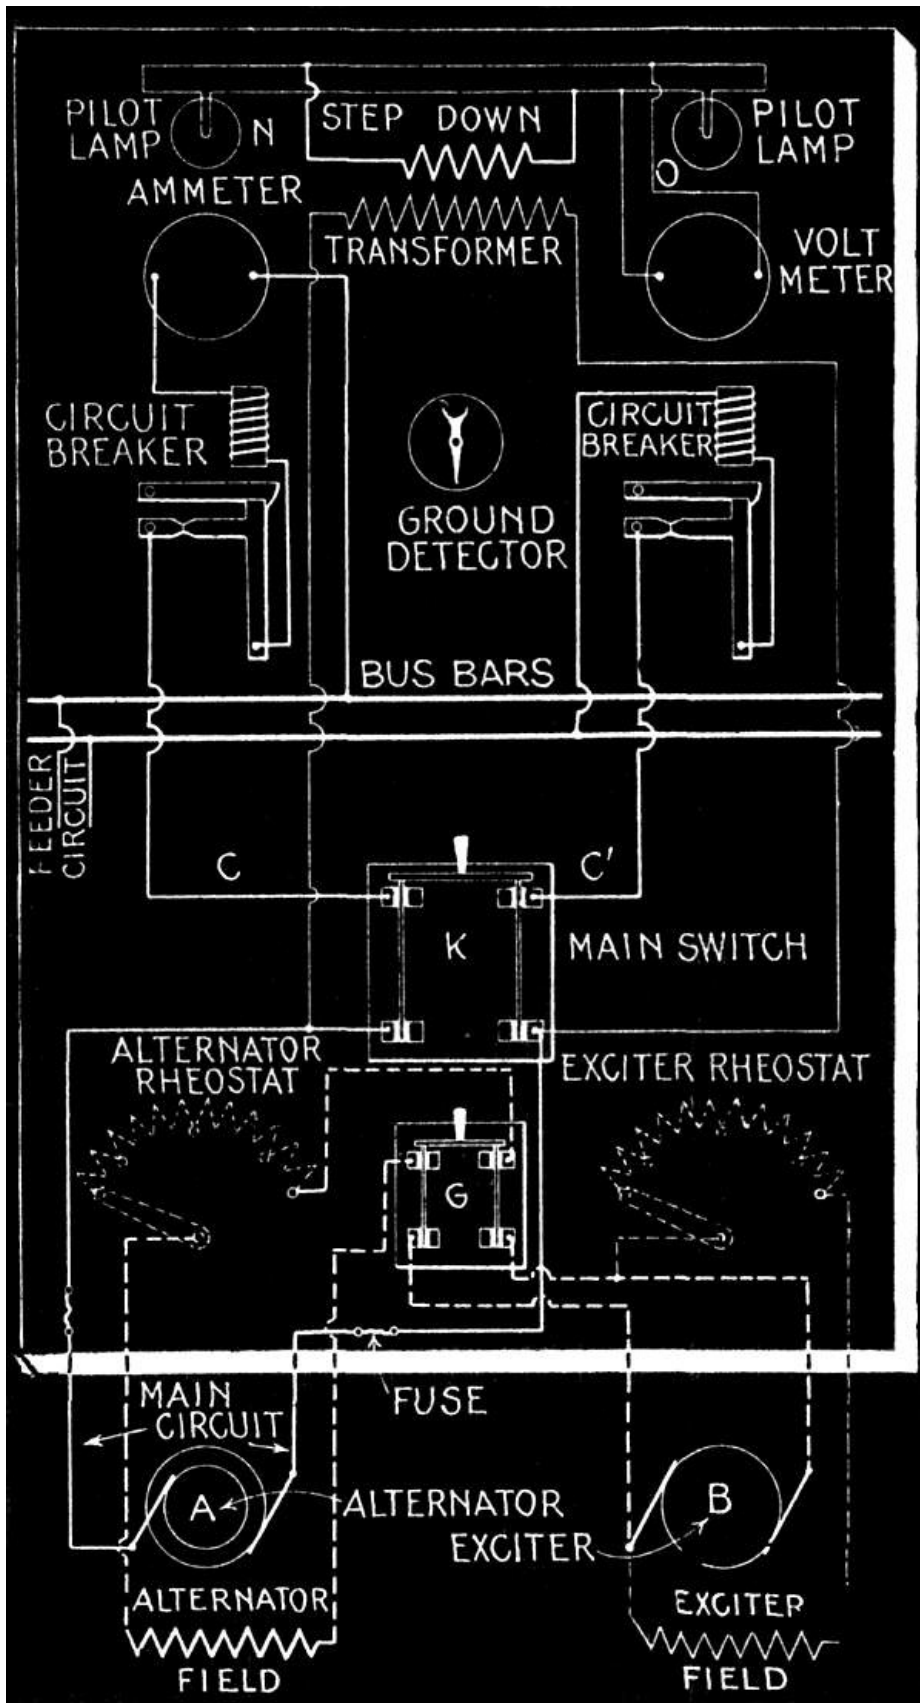 PILOT
LAMP
N
STEP DOWN
PILOT
LAMP
O
AMMETER
TRANSFORMER
VOLT
METER
CIRCUIT
BREAKER
CIRCUIT
BREAKER
GROUND
DETECTOR
BUS BARS
FEEDER
CIRCUIT
C
C'
K
MAIN SWITCH
ALTERNATOR
RHEOSTAT
EXCITER RHEOSTAT
G
MAIN
CIRCUIT
FUSE
A
ALTERNATOR
B
EXCITER
ALTERNATOR
FIELD
EXCITER
FIELD